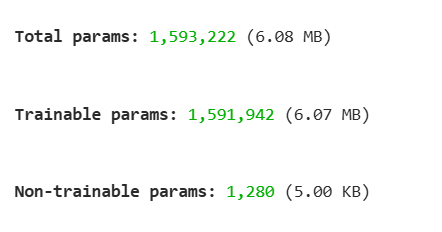 Total params: 1,593,222 (6.08 MB)
Trainable params: 1,591,942 (6.07 MB)
Non-trainable params: 1,280 (5.00 KB)